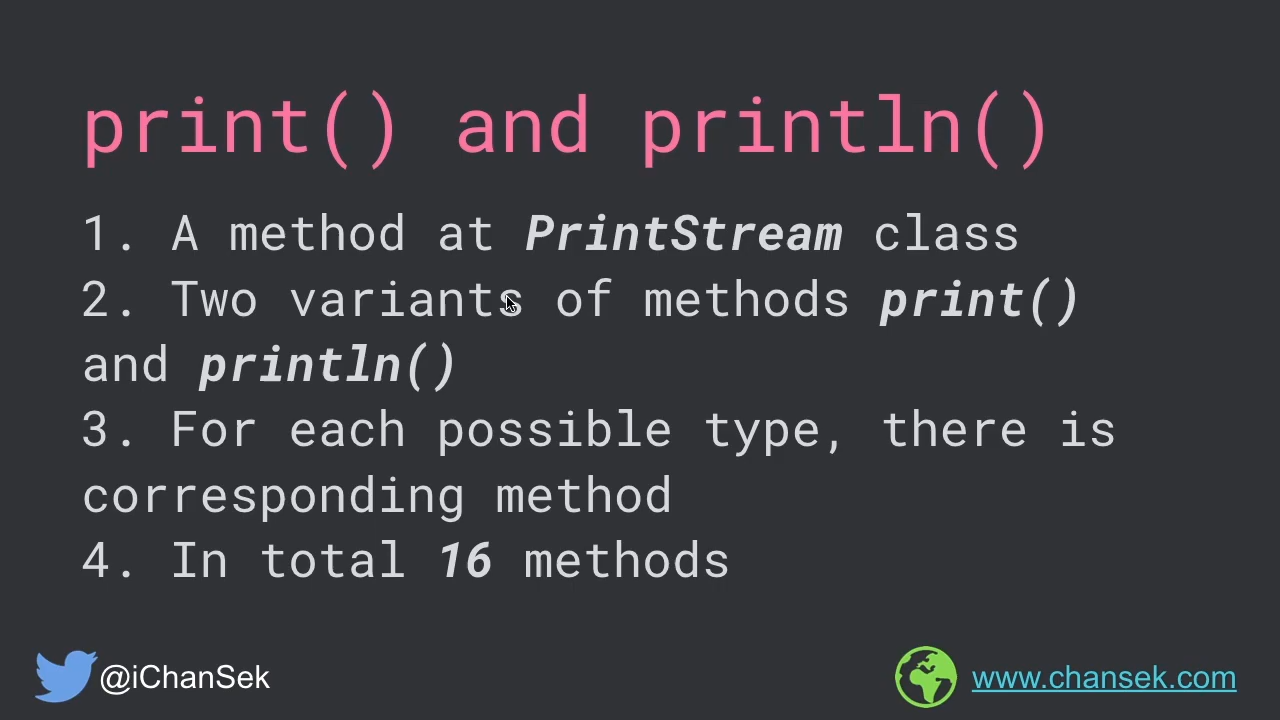 print() and println()
1. A method at PrintStream class
2. Two variants of methods print()
and println()
3. For each possible type, there is
corresponding method
4. In total 16 methods
@iChanSek
www.chansek.com